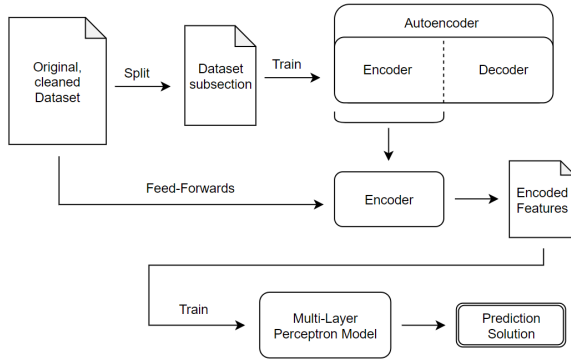 Autoencoder
Original,
cleaned
Dataset
Split
Dataset
subsection
Train
Encoder
Decoder
Feed-Forwards
Encoder
Encoded
Features
Train
Multi-Layer
Perceptron Model
Prediction
Solution